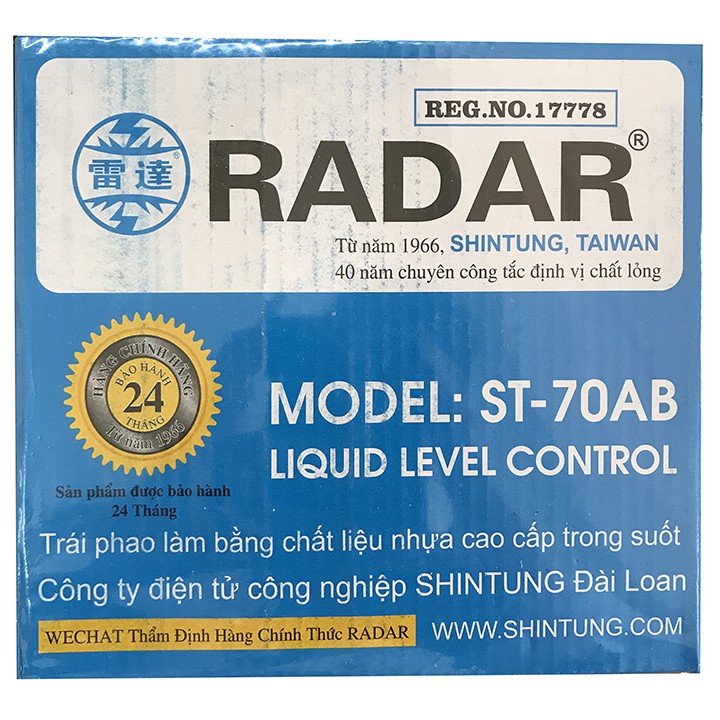 REG.NO.17778
雷達®
RADAR®
Từ năm 1966, SHINTUNG, TAIWAN
40 năm chuyên công tắc định vị chất lỏng
HÀNG CHÍNH HÃNG
BẢO HÀNH
24
THÁNG
Từ năm 1966
MODEL: ST-70AB
LIQUID LEVEL CONTROL
Sản phẩm được bảo hành
24 Tháng
Trái phao làm bằng chất liệu nhựa cao cấp trong suốt
Công ty điện tử công nghiệp SHINTUNG Đài Loan
WECHAT Thẩm Định Hàng Chính Thức RADAR
WWW.SHINTUNG.COM